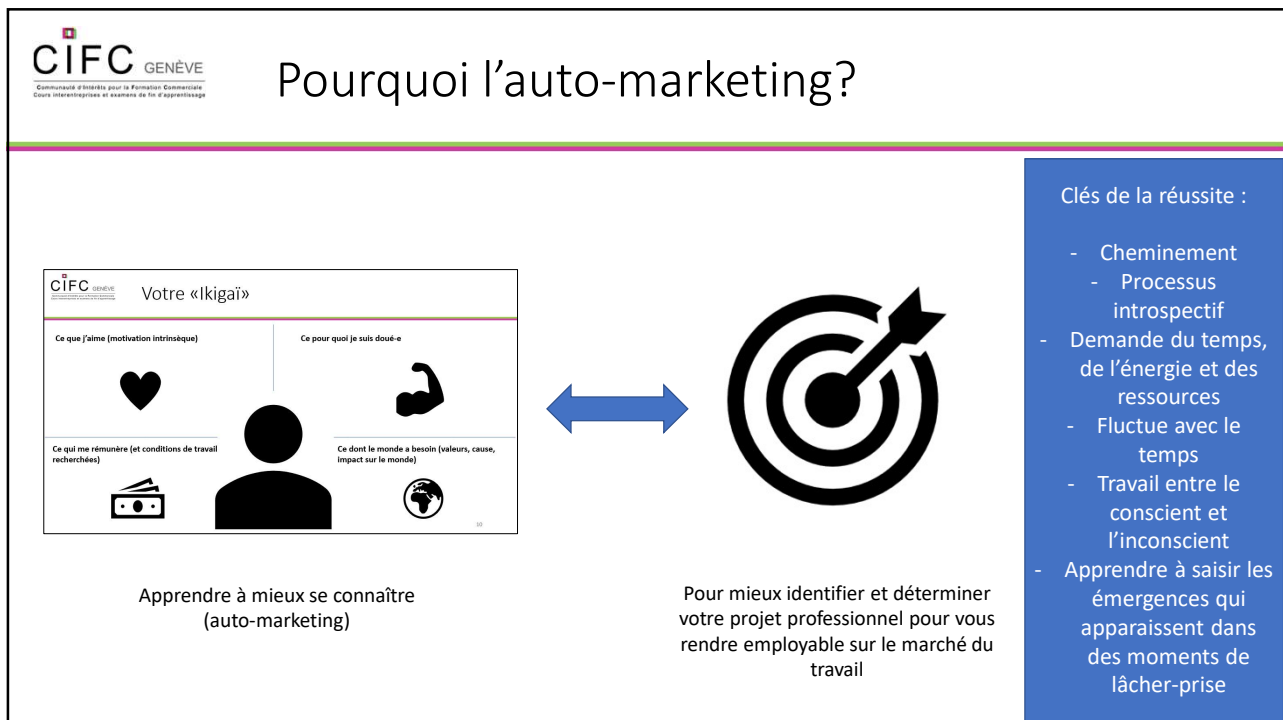 CIFC GENÈVE
Communauté d'Intérêts pour la Formation Commerciale
Cours interentreprises et examens de fin d'apprentissage
Pourquoi l'auto-marketing?
CIFC GENÈVE
Votre «Ikigaï»
Ce que j'aime (motivation intrinsèque)
Ce pour quoi je suis doué-e
Ce qui me rémunère (et conditions de travail
recherchées)
Ce dont le monde a besoin (valeurs, cause,
impact sur le monde)
10
Apprendre à mieux se connaître
(auto-marketing)
Pour mieux identifier et déterminer
votre projet professionnel pour vous
rendre employable sur le marché du
travail
Clés de la réussite :
- Cheminement
- Processus
introspectif
- Demande du temps,
de l'énergie et des
ressources
- Fluctue avec le
temps
- Travail entre le
conscient et
l'inconscient
- Apprendre à saisir les
émergences qui
apparaissent dans
des moments de
lâcher-prise